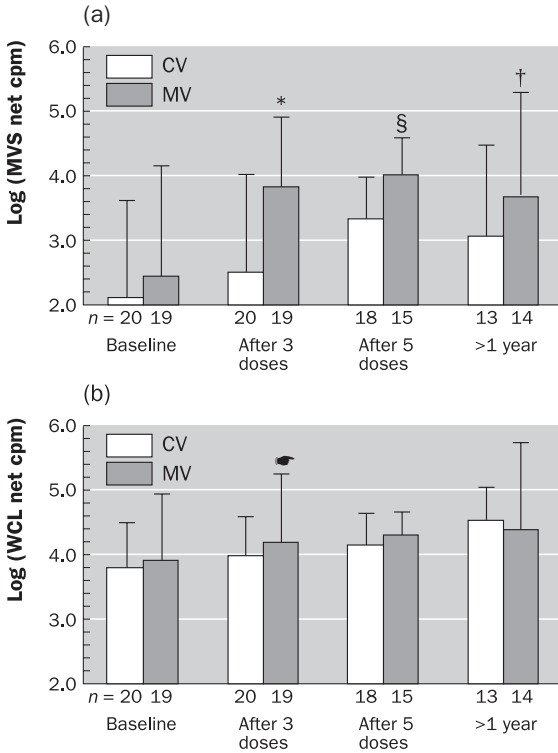 (a)
Log (MVS net cpm)
6.0
5.0
4.0
3.0
2.0
CV
MV
*
§
†
n = 20 19 20 19 18 15 13 14
Baseline After 3 doses After 5 doses >1 year
(b)
Log (WCL net cpm)
6.0
5.0
4.0
3.0
2.0
CV
MV
☛
n = 20 19 20 19 18 15 13 14
Baseline After 3 doses After 5 doses >1 year